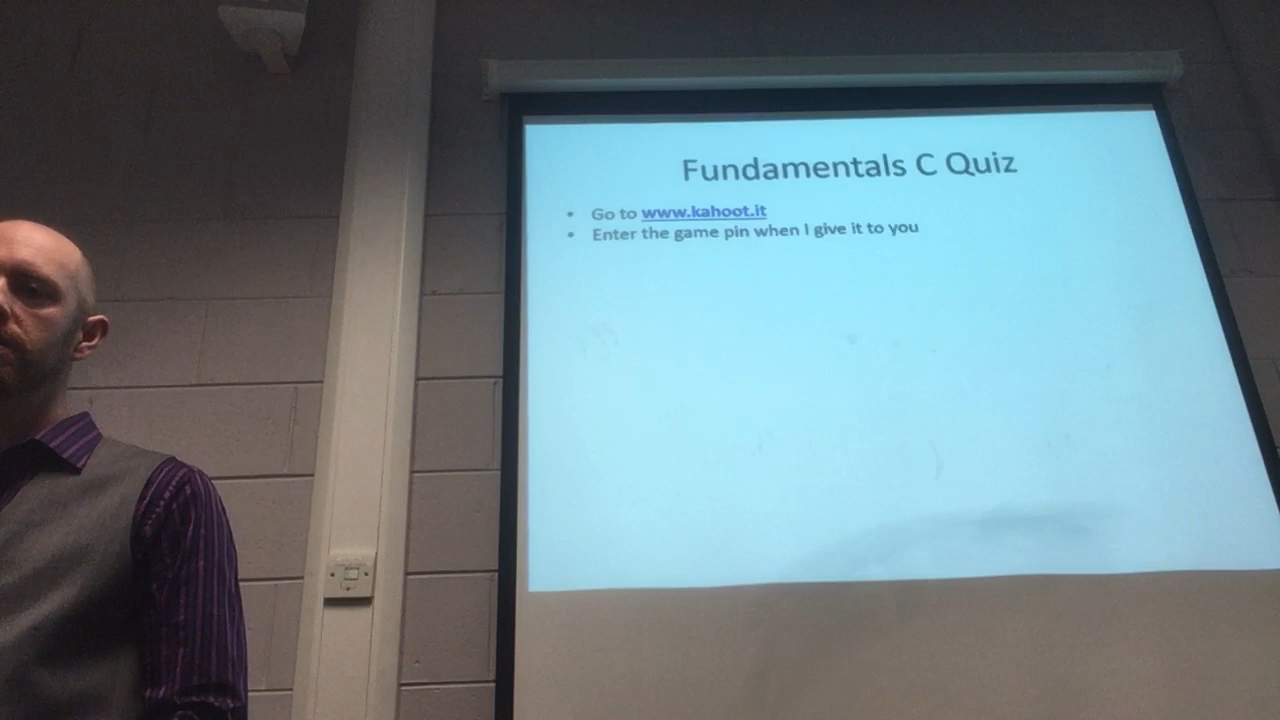 Fundamentals C Quiz
• Go to www.kahoot.it
• Enter the game pin when I give it to you